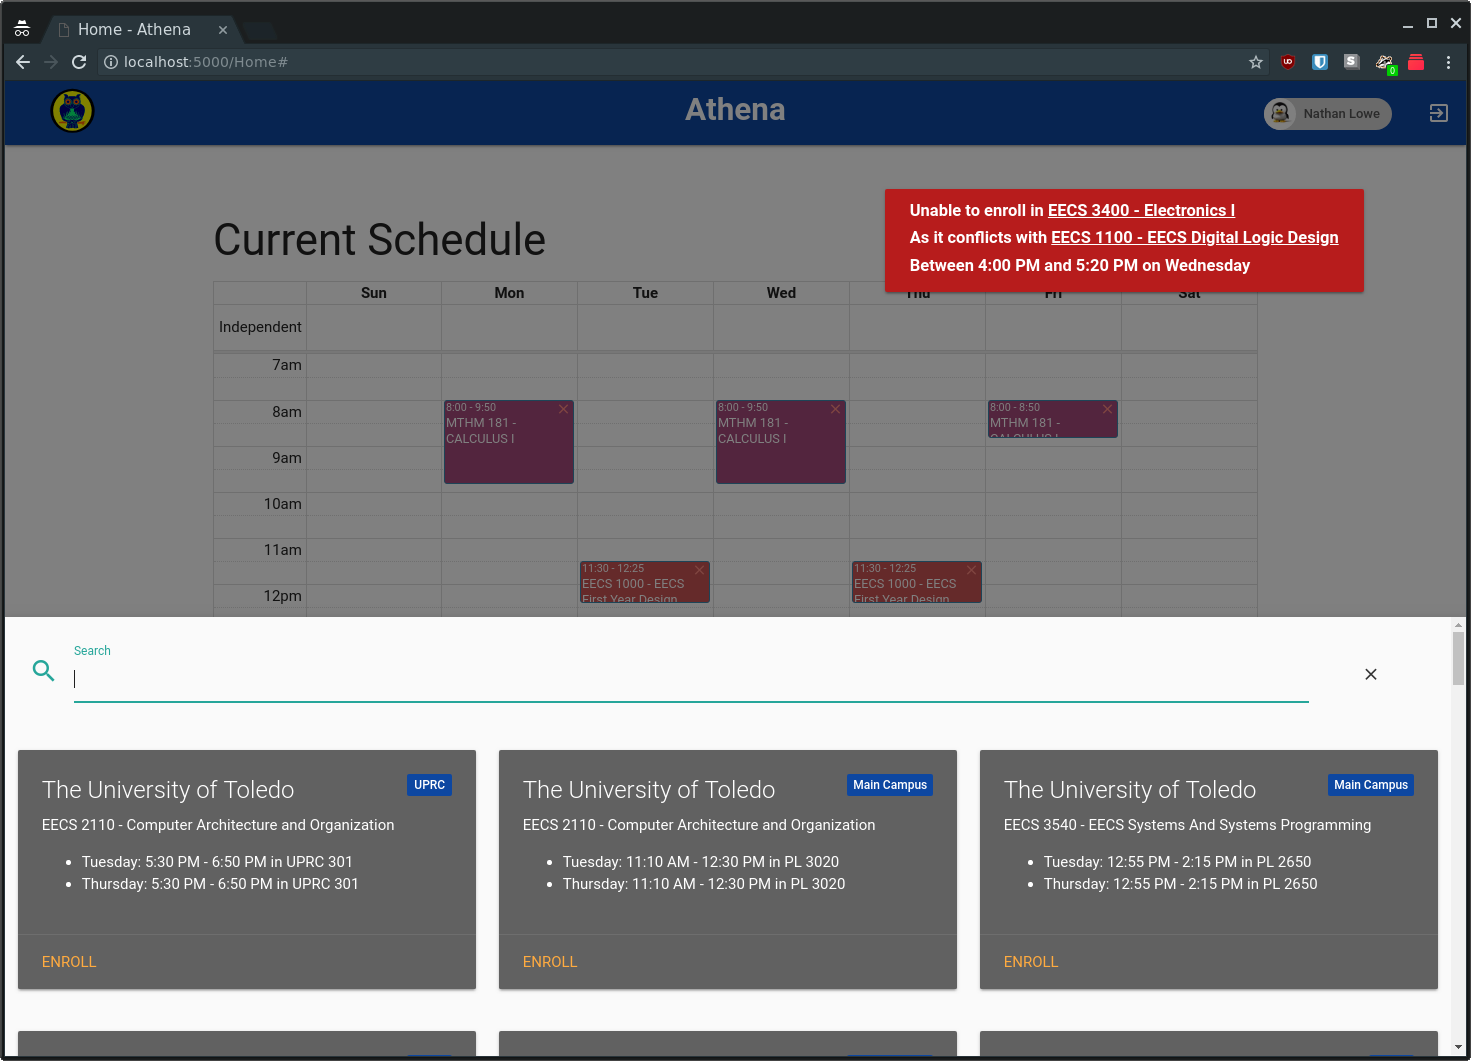 Home - Athena
localhost:5000/Home#
0
Athena
Nathan Lowe
Unable to enroll in EECS 3400 - Electronics I
As it conflicts with EECS 1100 - EECS Digital Logic Design
Between 4:00 PM and 5:20 PM on Wednesday
Current Schedule
Sun Mon Tue Wed Thu Fri Sat
Independent
7am
8am
8:00 - 9:50
MTHM 181 -
CALCULUS I
8:00 - 9:50
MTHM 181 -
CALCULUS I
8:00 - 8:50
MTHM 181 -
CALCULUS I
9am
10am
11am
11:30 - 12:25
EECS 1000 - EECS
First Year Design
11:30 - 12:25
EECS 1000 - EECS
First Year Design
12pm
Search
The University of Toledo
UPRC
EECS 2110 - Computer Architecture and Organization
Tuesday: 5:30 PM - 6:50 PM in UPRC 301
Thursday: 5:30 PM - 6:50 PM in UPRC 301
ENROLL
The University of Toledo
Main Campus
EECS 2110 - Computer Architecture and Organization
Tuesday: 11:10 AM - 12:30 PM in PL 3020
Thursday: 11:10 AM - 12:30 PM in PL 3020
ENROLL
The University of Toledo
Main Campus
EECS 3540 - EECS Systems And Systems Programming
Tuesday: 12:55 PM - 2:15 PM in PL 2650
Thursday: 12:55 PM - 2:15 PM in PL 2650
ENROLL